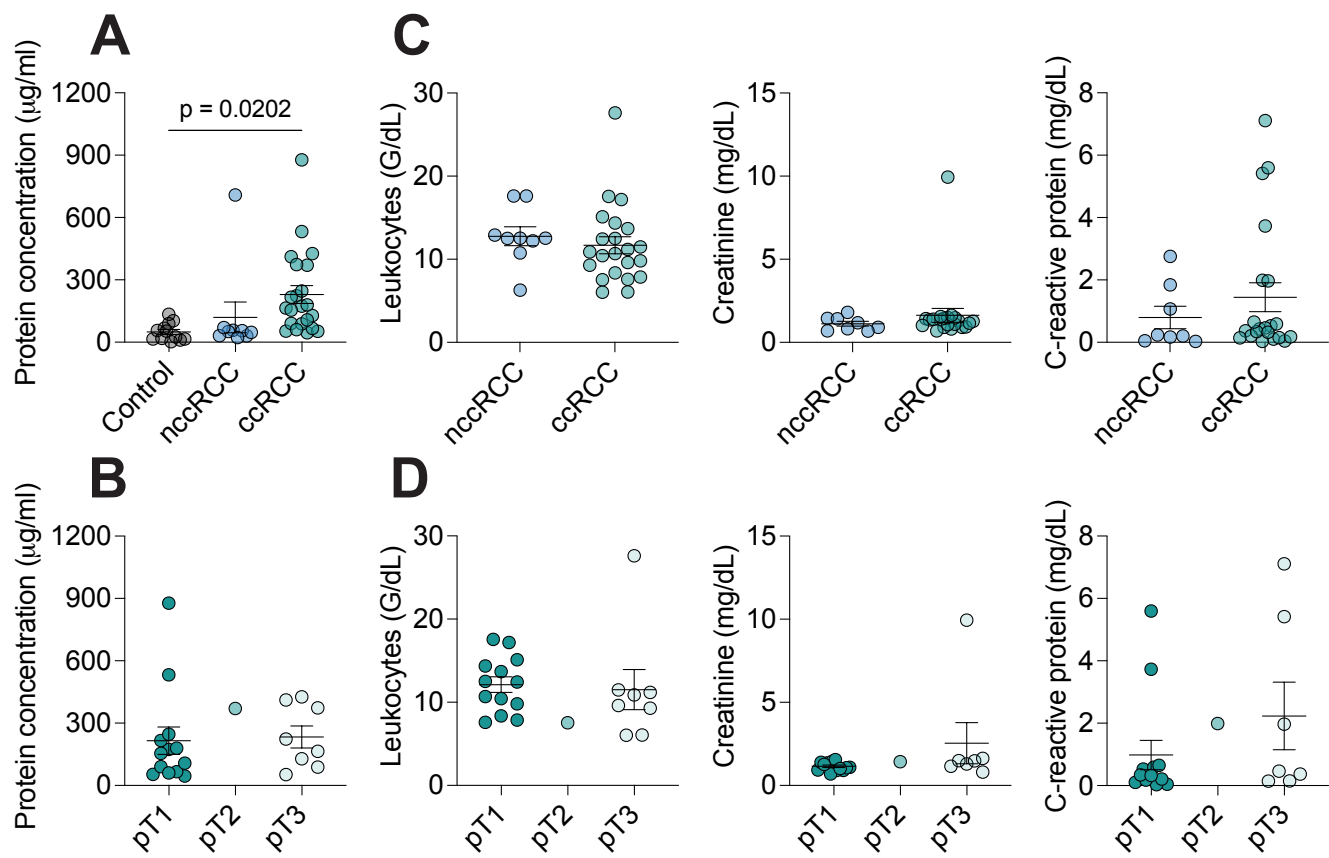 A
Protein concentration (μg/ml)
1200
900
600
300
0
p = 0.0202
Control
nccRCC
ccRCC
C
Leukocytes (G/dL)
30
20
10
0
nccRCC
ccRCC
Creatinine (mg/dL)
15
10
5
0
nccRCC
ccRCC
C-reactive protein (mg/dL)
8
6
4
2
0
nccRCC
ccRCC
B
Protein concentration (μg/ml)
1200
900
600
300
0
pT1
pT2
pT3
D
Leukocytes (G/dL)
30
20
10
0
pT1
pT2
pT3
Creatinine (mg/dL)
15
10
5
0
pT1
pT2
pT3
C-reactive protein (mg/dL)
8
6
4
2
0
pT1
pT2
pT3